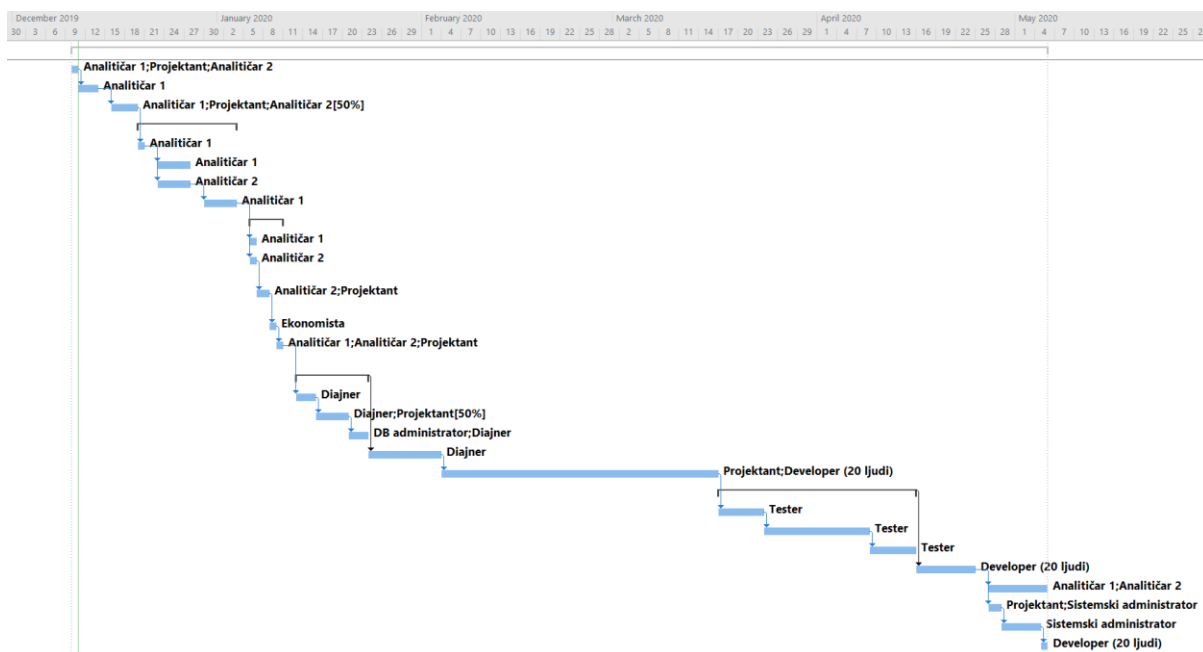 December 2019 January 2020 February 2020 March 2020 April 2020 May 2020
30 3 6 9 12 15 18 21 24 27 30 2 5 8 11 14 17 20 23 26 29 1 4 7 10 13 16 19 22 25 28 2 5 8 11 14 17 20 23 26 29 1 4 7 10 13 16 19 22 25 28 1 4 7 10 13 16 19 22 25 2
Analitičar 1;Projektant;Analitičar 2
Analitičar 1
Analitičar 1;Projektant;Analitičar 2[50%]
Analitičar 1
Analitičar 1
Analitičar 2
Analitičar 1
Analitičar 1
Analitičar 2
Analitičar 2;Projektant
Ekonomista
Analitičar 1;Analitičar 2;Projektant
Diajner
Diajner;Projektant[50%]
DB administrator;Diajner
Diajner
Projektant;Developer (20 ljudi)
Tester
Tester
Tester
Developer (20 ljudi)
Analitičar 1;Analitičar 2
Projektant;Sistemski administrator
Sistemski administrator
Developer (20 ljudi)